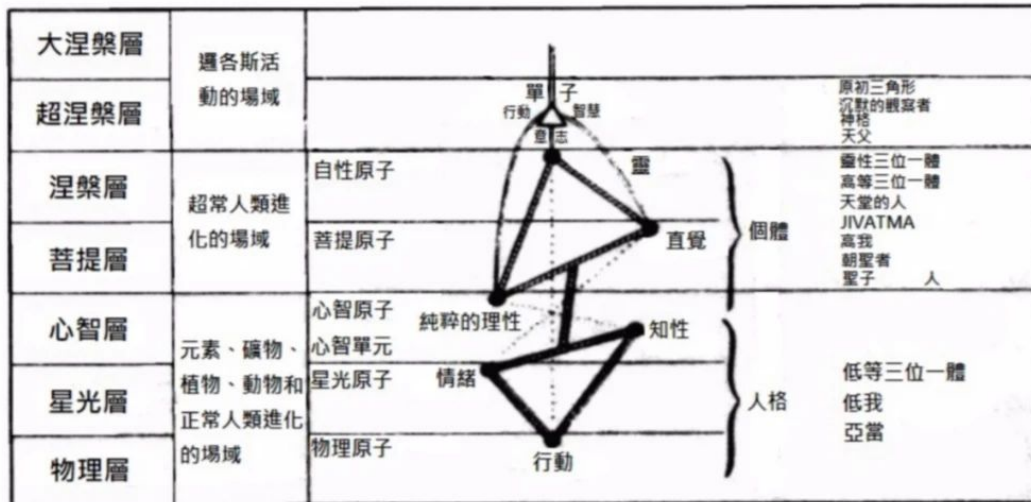 大涅槃層
超涅槃層
涅槃層
菩提層
心智層
星光層
物理層
邏各斯活
動的場域
超常人類進
化的場域
元素、礦物、
植物、動物和
正常人類進化
的場域
自性原子
菩提原子
心智原子
心智單元
星光原子
物理原子
單子
行動
智慧
意志
靈
直覺
純粹的理性
知性
情緒
行動
個體
人格
原初三角形
沉默的觀察者
神格
天父
靈性三位一體
高等三位一體
天堂的人
JIVATMA
高我
朝聖者
聖子 人
低等三位一體
低我
亞當